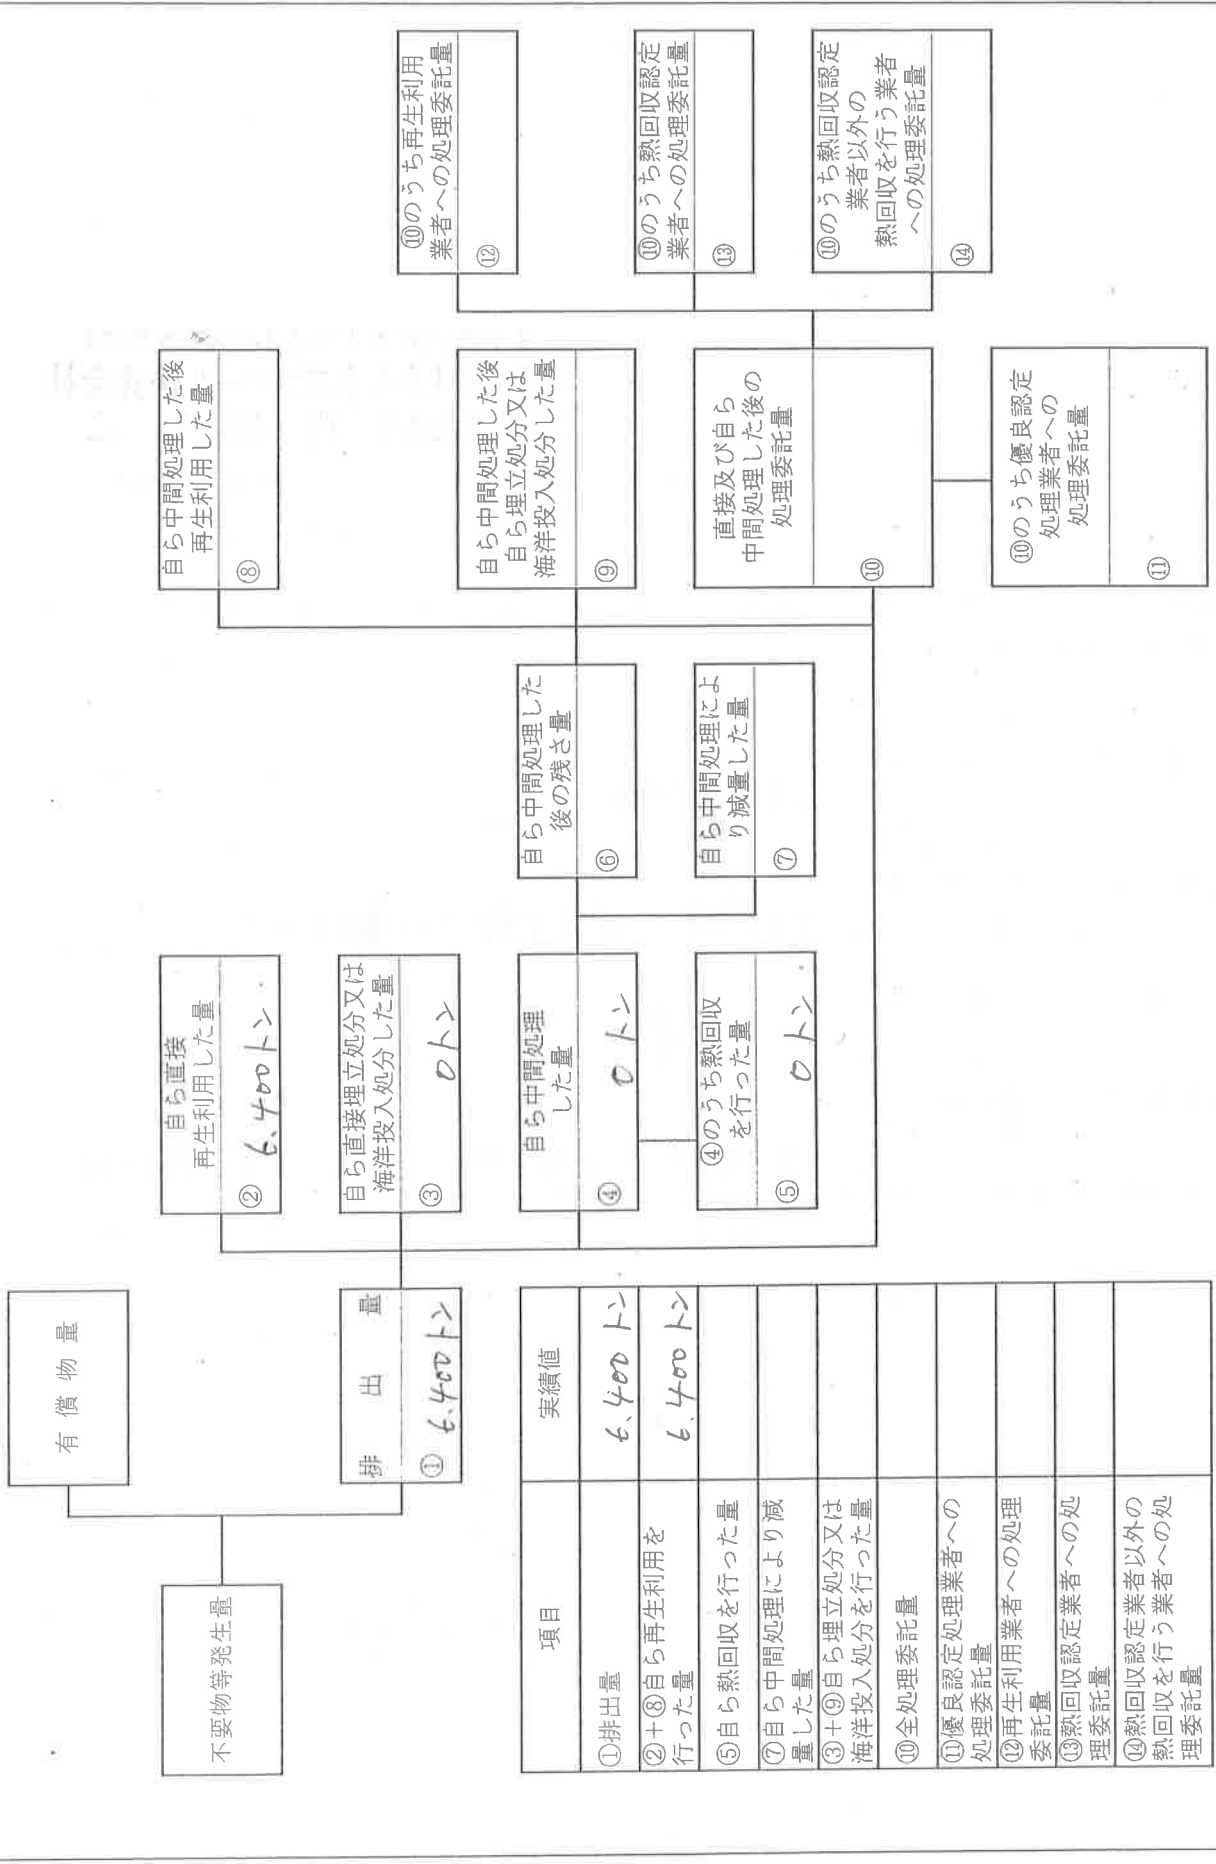 不要物等発生量
有償物量
排出量
① 6.400トン
自ら直接
再生利用した量
② 6.400トン
自ら直接埋立処分又は
海洋投入処分した量
③ 0トン
自ら中間処理
した量
④ 0トン
④のうち熱回収
を行った量
⑤ 0トン
自ら中間処理した
後の残さ量
⑥
自ら中間処理によ
り減量した量
⑦
自ら中間処理した後
再生利用した量
⑧
自ら中間処理した後
自ら埋立処分又は
海洋投入処分した量
⑨
直接及び自ら
中間処理した後の
処理委託量
⑩
⑩のうち優良認定
処理業者への
処理委託量
⑪
⑩のうち再生利用
業者への処理委託量
⑫
⑩のうち熱回収認定
業者への処理委託量
⑬
⑩のうち熱回収認定
業者以外の
熱回収を行う業者
への処理委託量
⑭
項目 実績値
①排出量 6.400トン
②+⑧自ら再生利用を
行った量 6.400トン
⑤自ら熱回収を行った量
⑦自ら中間処理により減
量した量
③+⑨自ら埋立処分又は
海洋投入処分を行った量
⑩全処理委託量
⑪優良認定処理業者への
処理委託量
⑫再生利用業者への処理
委託量
⑬熱回収認定業者への処
理委託量
⑭熱回収認定業者以外の
熱回収を行う業者への処
理委託量